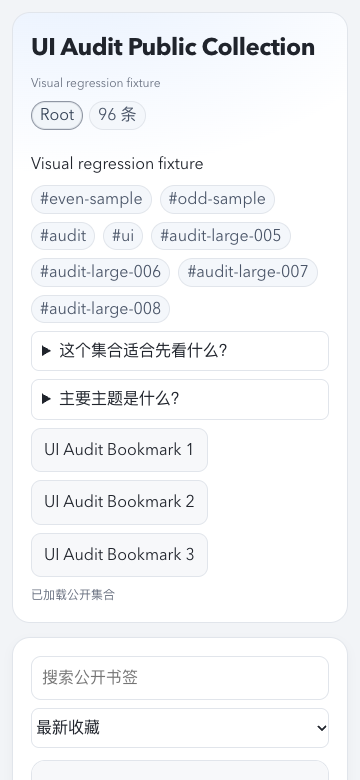 UI Audit Public Collection
Visual regression fixture
Root 96 条
Visual regression fixture
#even-sample #odd-sample
#audit #ui #audit-large-005
#audit-large-006 #audit-large-007
#audit-large-008
这个集合适合先看什么?
主要主题是什么?
UI Audit Bookmark 1
UI Audit Bookmark 2
UI Audit Bookmark 3
已加载公开集合
搜索公开书签
最新收藏